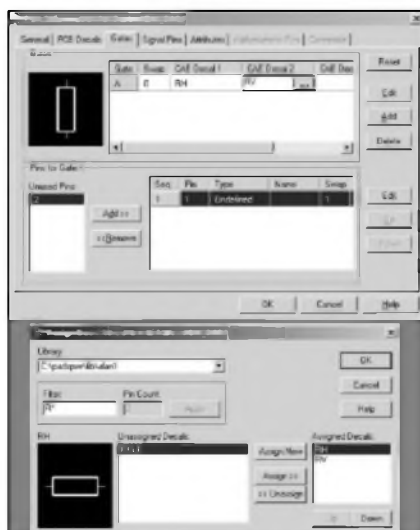 General PCB Decals Gates Signal Pins Attributes Connector
Gates
Gate Swap CAE Decal 1 CAE Decal 2 CAE Dec
A 0 RH RV ...
Reset
Edit
Add
Delete
Pins for Gate
Unused Pins
2
Add >>
<< Remove
Seq. Pin Type Name Swap
1 1 Undefined 1
Edit
OK Cancel Help
Library:
OK
Cancel
Help
Filter:
R*
Pin Count:
Apply
RH
Unassigned Decals:
Assign New
Assign >>
<< Unassign
Assigned Decals:
RH
RV
Down